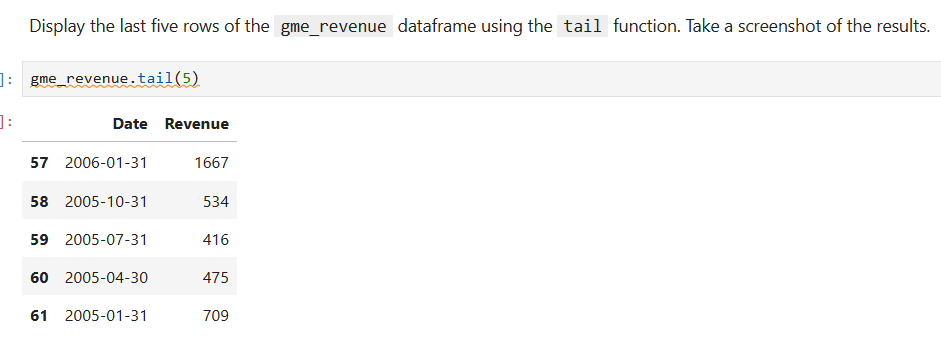 Display the last five rows of the gme_revenue dataframe using the tail function. Take a screenshot of the results.
]: gme_revenue.tail(5)
]: Date Revenue
57 2006-01-31 1667
58 2005-10-31 534
59 2005-07-31 416
60 2005-04-30 475
61 2005-01-31 709